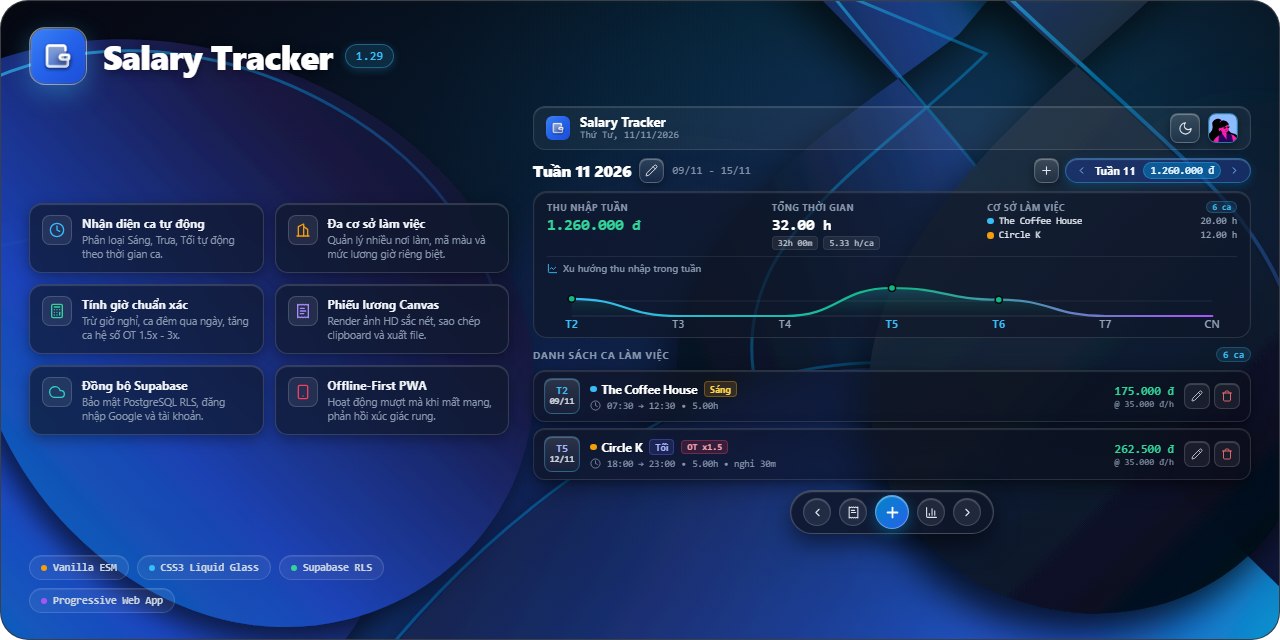 Salary Tracker 1.29
Nhận diện ca tự động
Phân loại Sáng, Trưa, Tối tự động
theo thời gian ca.
Đa cơ sở làm việc
Quản lý nhiều nơi làm, mã màu và
mức lương giờ riêng biệt.
Tính giờ chuẩn xác
Trừ giờ nghỉ, ca đêm qua ngày, tăng
ca hệ số OT 1.5x - 3x.
Phiếu lương Canvas
Render ảnh HD sắc nét, sao chép
clipboard và xuất file.
Đồng bộ Supabase
Bảo mật PostgreSQL RLS, đăng
nhập Google và tài khoản.
Offline-First PWA
Hoạt động mượt mà khi mất mạng,
phản hồi xúc giác rung.
Vanilla ESM
CSS3 Liquid Glass
Supabase RLS
Progressive Web App
Salary Tracker
Thứ Tư, 11/11/2026
Tuần 11 2026
09/11 - 15/11
Tuần 11 1.260.000 đ
THU NHẬP TUẦN
1.260.000 đ
TỔNG THỜI GIAN
32.00 h
32h 00m 5.33 h/ca
CƠ SỞ LÀM VIỆC 6 ca
The Coffee House 20.00 h
Circle K 12.00 h
Xu hướng thu nhập trong tuần
T2 T3 T4 T5 T6 T7 CN
DANH SÁCH CA LÀM VIỆC 6 ca
T2
09/11
The Coffee House Sáng
07:30 → 12:30 • 5.00h
175.000 đ
@ 35.000 đ/h
T5
12/11
Circle K Tối OT x1.5
18:00 → 23:00 • 5.00h • nghỉ 30m
262.500 đ
@ 35.000 đ/h